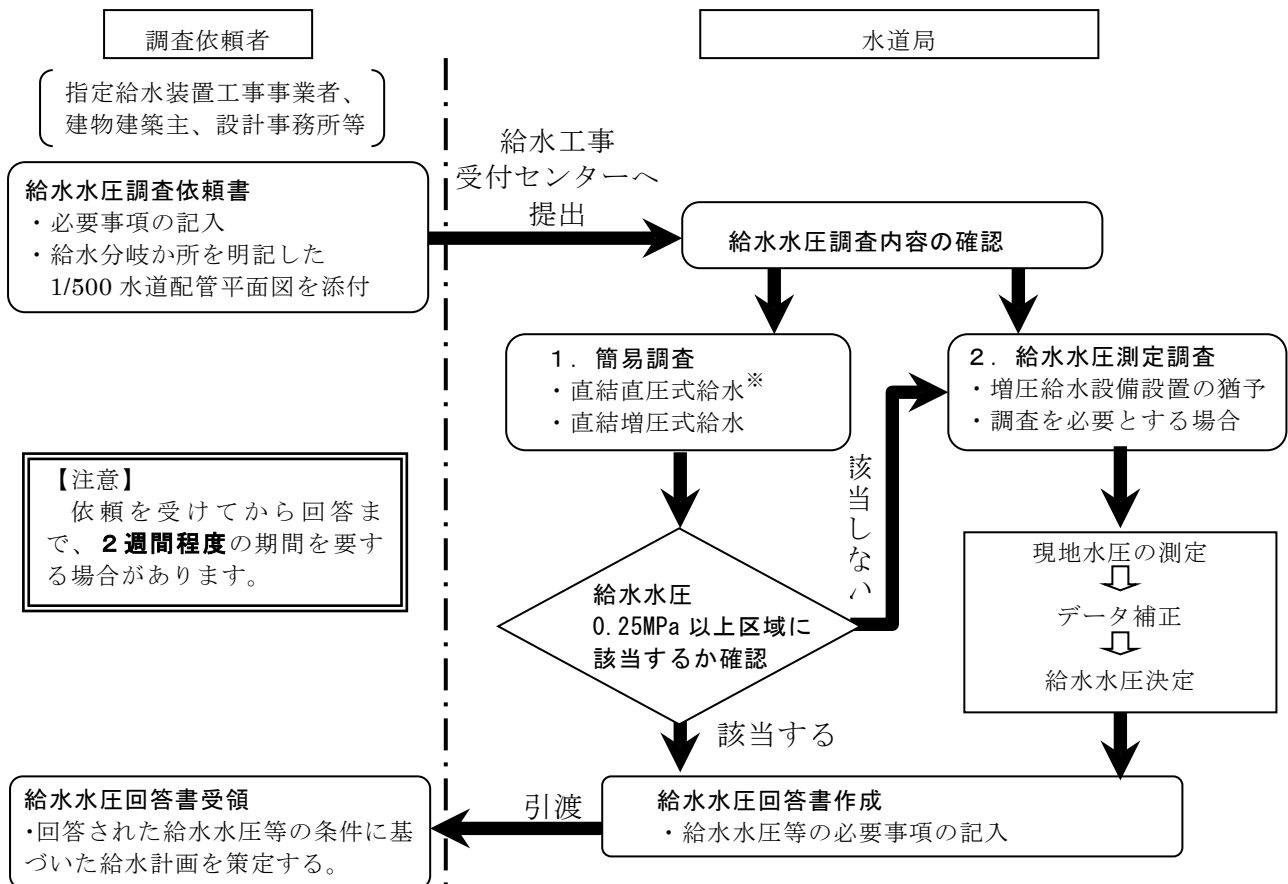 調査依頼者
水道局
指定給水装置工事事業者、
建物建築主、設計事務所等
給水工事
受付センターへ
提出
給水水圧調査依頼書
・必要事項の記入
・給水分岐か所を明記した
1/500 水道配管平面図を添付
給水水圧調査内容の確認
1．簡易調査
・直結直圧式給水※
・直結増圧式給水
2．給水水圧測定調査
・増圧給水設備設置の猶予
・調査を必要とする場合
該当しない
【注意】
依頼を受けてから回答ま
で、２週間程度の期間を要す
る場合があります。
給水水圧
0.25MPa 以上区域に
該当するか確認
現地水圧の測定
データ補正
給水水圧決定
該当する
給水水圧回答書作成
・給水水圧等の必要事項の記入
引渡
給水水圧回答書受領
・回答された給水水圧等の条件に基
づいた給水計画を策定する。